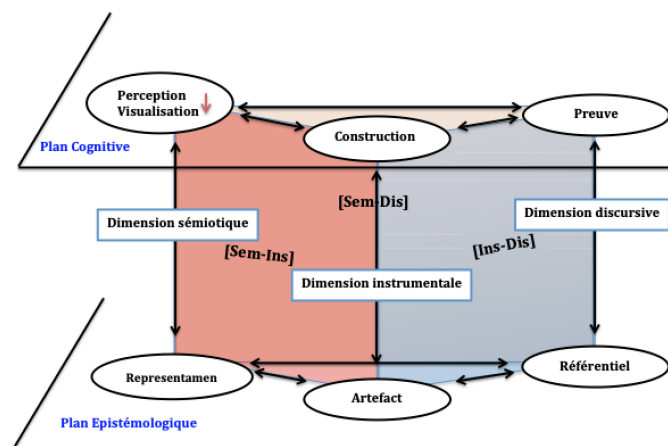 Perception
Visualisation
Preuve
Construction
Plan Cognitive
[Sem-Dis]
Dimension sémiotique
Dimension discursive
[Sem-Ins]
[Ins-Dis]
Dimension instrumentale
Representamen
Référentiel
Artefact
Plan Epistémologique